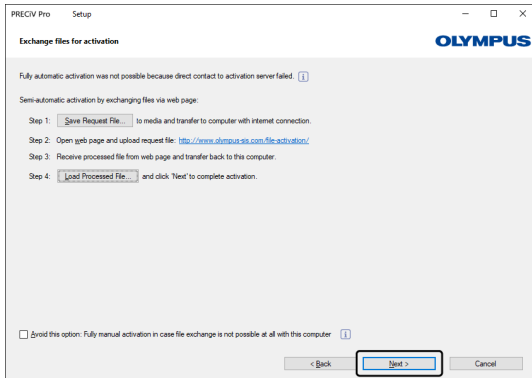 PRECiV Pro Setup
Exchange files for activation
OLYMPUS
Fully automatic activation was not possible because direct contact to activation server failed. i
Semi-automatic activation by exchanging files via web page:
Step 1: Save Request File... to media and transfer to computer with internet connection.
Step 2: Open web page and upload request file: http://www.olympus-sis.com/file-activation/
Step 3: Receive processed file from web page and transfer back to this computer.
Step 4: Load Processed File... and click 'Next' to complete activation.
Avoid this option: Fully manual activation in case file exchange is not possible at all with this computer i
< Back Next > Cancel